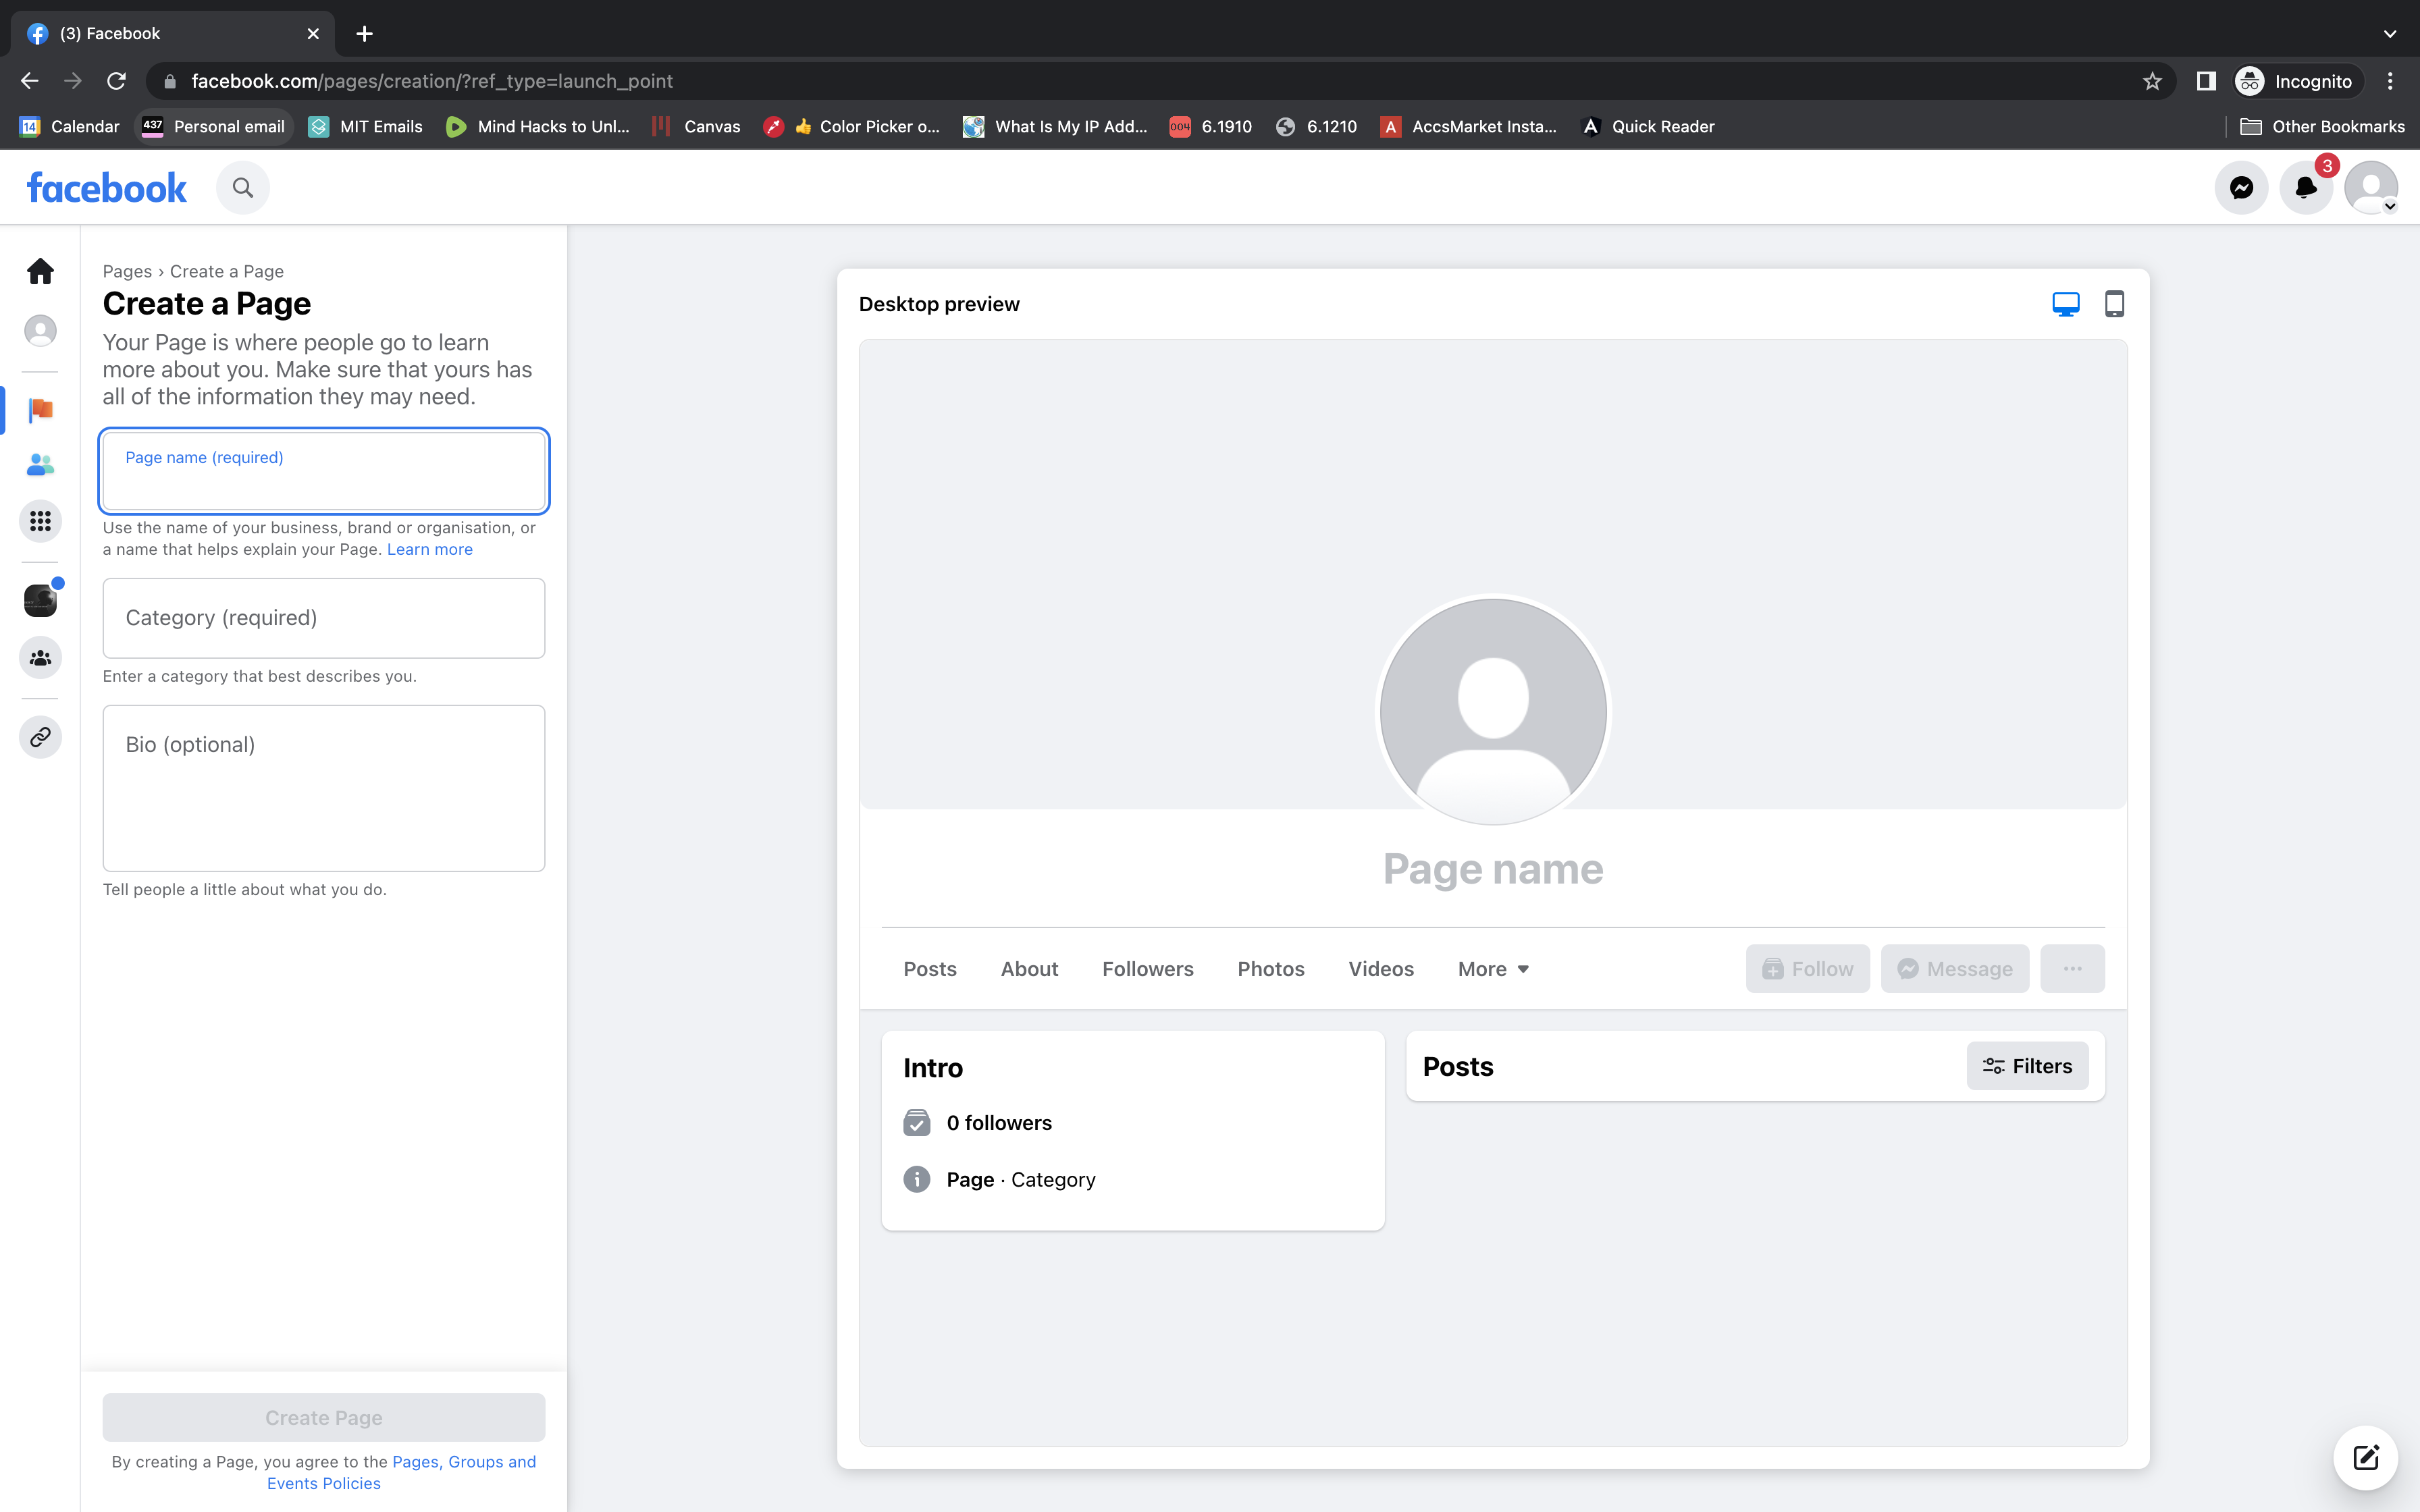 (3) Facebook
facebook.com/pages/creation/?ref_type=launch_point
Incognito
14 Calendar
437 Personal email
MIT Emails
Mind Hacks to Unl...
Canvas
👍 Color Picker o...
What Is My IP Add...
004 6.1910
6.1210
A AccsMarket Insta...
Quick Reader
Other Bookmarks
facebook
3
Pages › Create a Page
Create a Page
Your Page is where people go to learn
more about you. Make sure that yours has
all of the information they may need.
Page name (required)
Use the name of your business, brand or organisation, or
a name that helps explain your Page. Learn more
Category (required)
Enter a category that best describes you.
Bio (optional)
Tell people a little about what you do.
Create Page
By creating a Page, you agree to the Pages, Groups and
Events Policies
Desktop preview
Page name
Posts About Followers Photos Videos More
Follow Message ...
Intro
0 followers
Page · Category
Posts
Filters